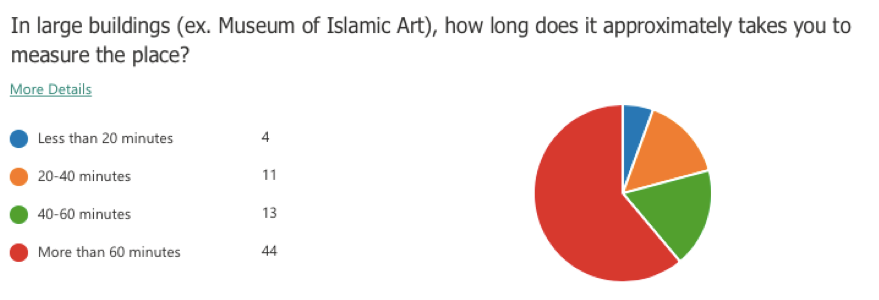 In large buildings (ex. Museum of Islamic Art), how long does it approximately takes you to
measure the place?
More Details
Less than 20 minutes 4
20-40 minutes 11
40-60 minutes 13
More than 60 minutes 44